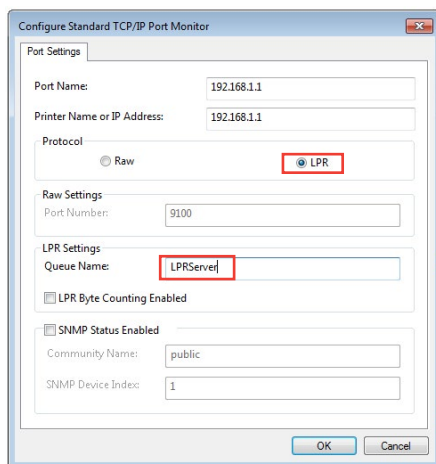 Configure Standard TCP/IP Port Monitor
Port Settings
Port Name: 192.168.1.1
Printer Name or IP Address: 192.168.1.1
Protocol
Raw LPR
Raw Settings
Port Number: 9100
LPR Settings
Queue Name: LPRServer
LPR Byte Counting Enabled
SNMP Status Enabled
Community Name: public
SNMP Device Index: 1
OK Cancel